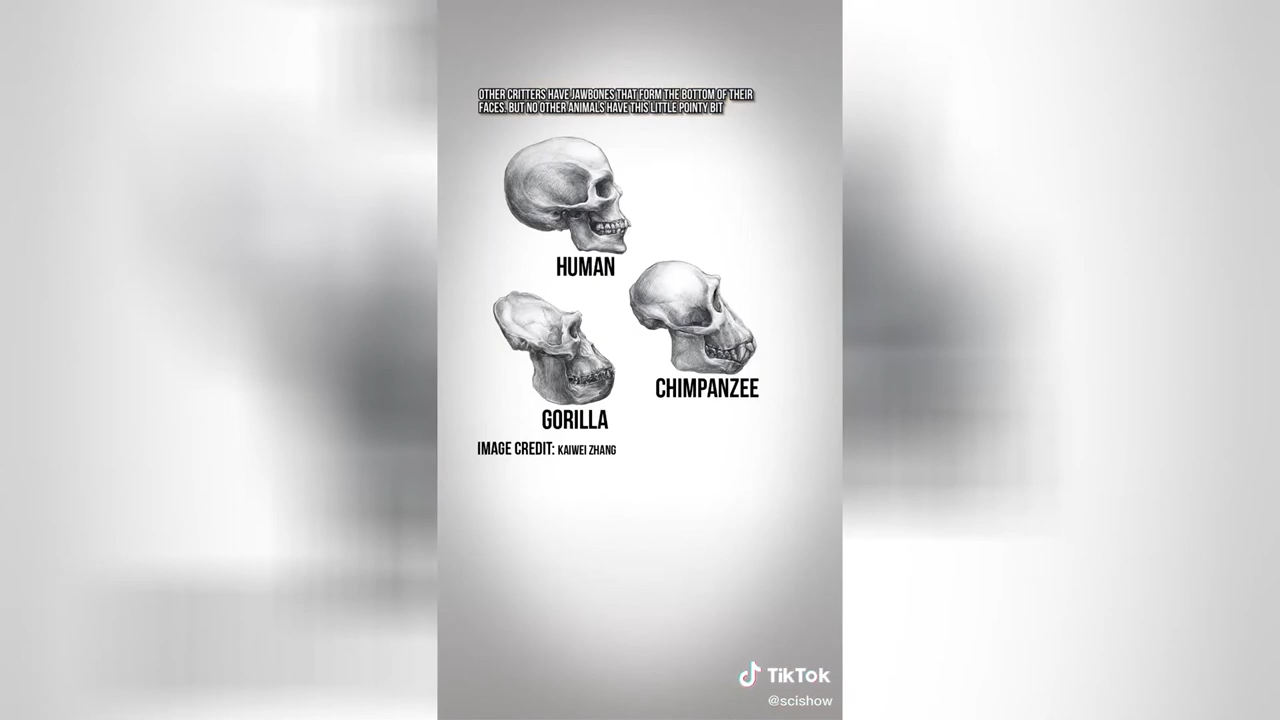 OTHER CRITTERS HAVE JAWBONES THAT FORM THE BOTTOM OF THEIR
FACES. BUT NO OTHER ANIMALS HAVE THIS LITTLE POINTY BIT
HUMAN
CHIMPANZEE
GORILLA
IMAGE CREDIT: KAIWEI ZHANG
TikTok
@scishow